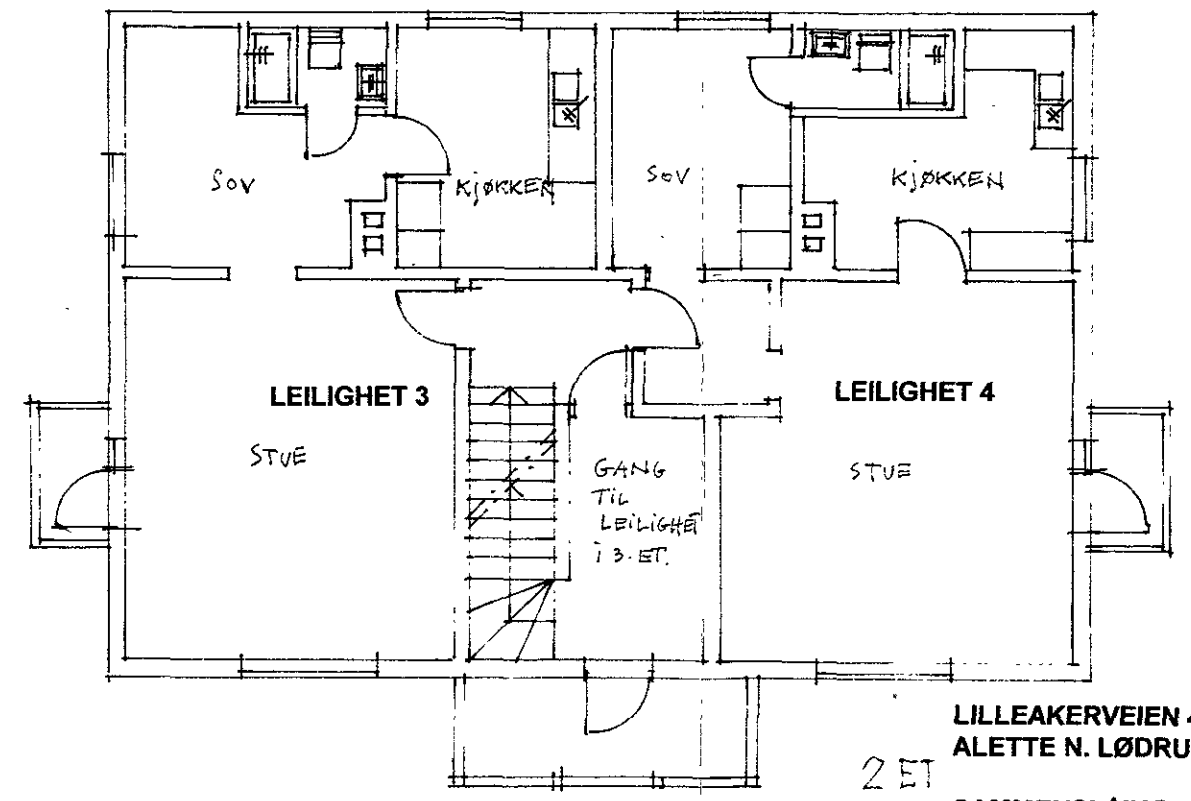 SOV
KJØKKEN
SOV
KJØKKEN
LEILIGHET 3
LEILIGHET 4
STUE
GANG
TIL
LEILIGHET
i 3. ET.
STUE
LILLEAKERVEIEN
ALETTE N. LØDRU
2 ET